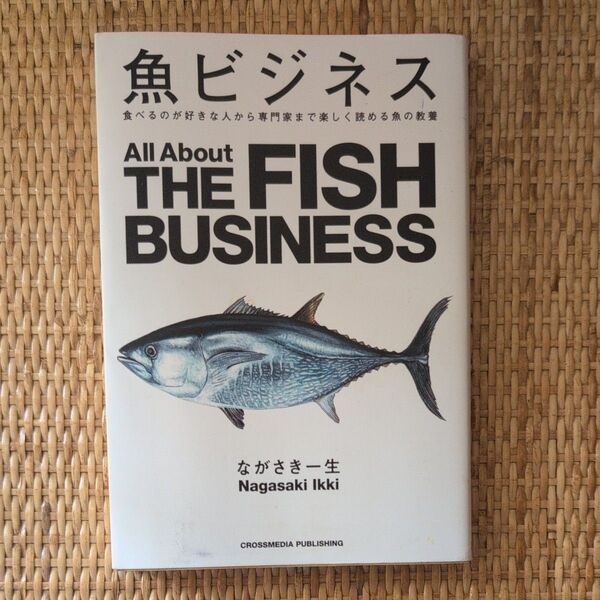 魚ビジネス
食べるのが好きな人から専門家まで楽しく読める魚の教養
All About
THE FISH
BUSINESS
ながさき一生
Nagasaki Ikki
CROSSMEDIA PUBLISHING